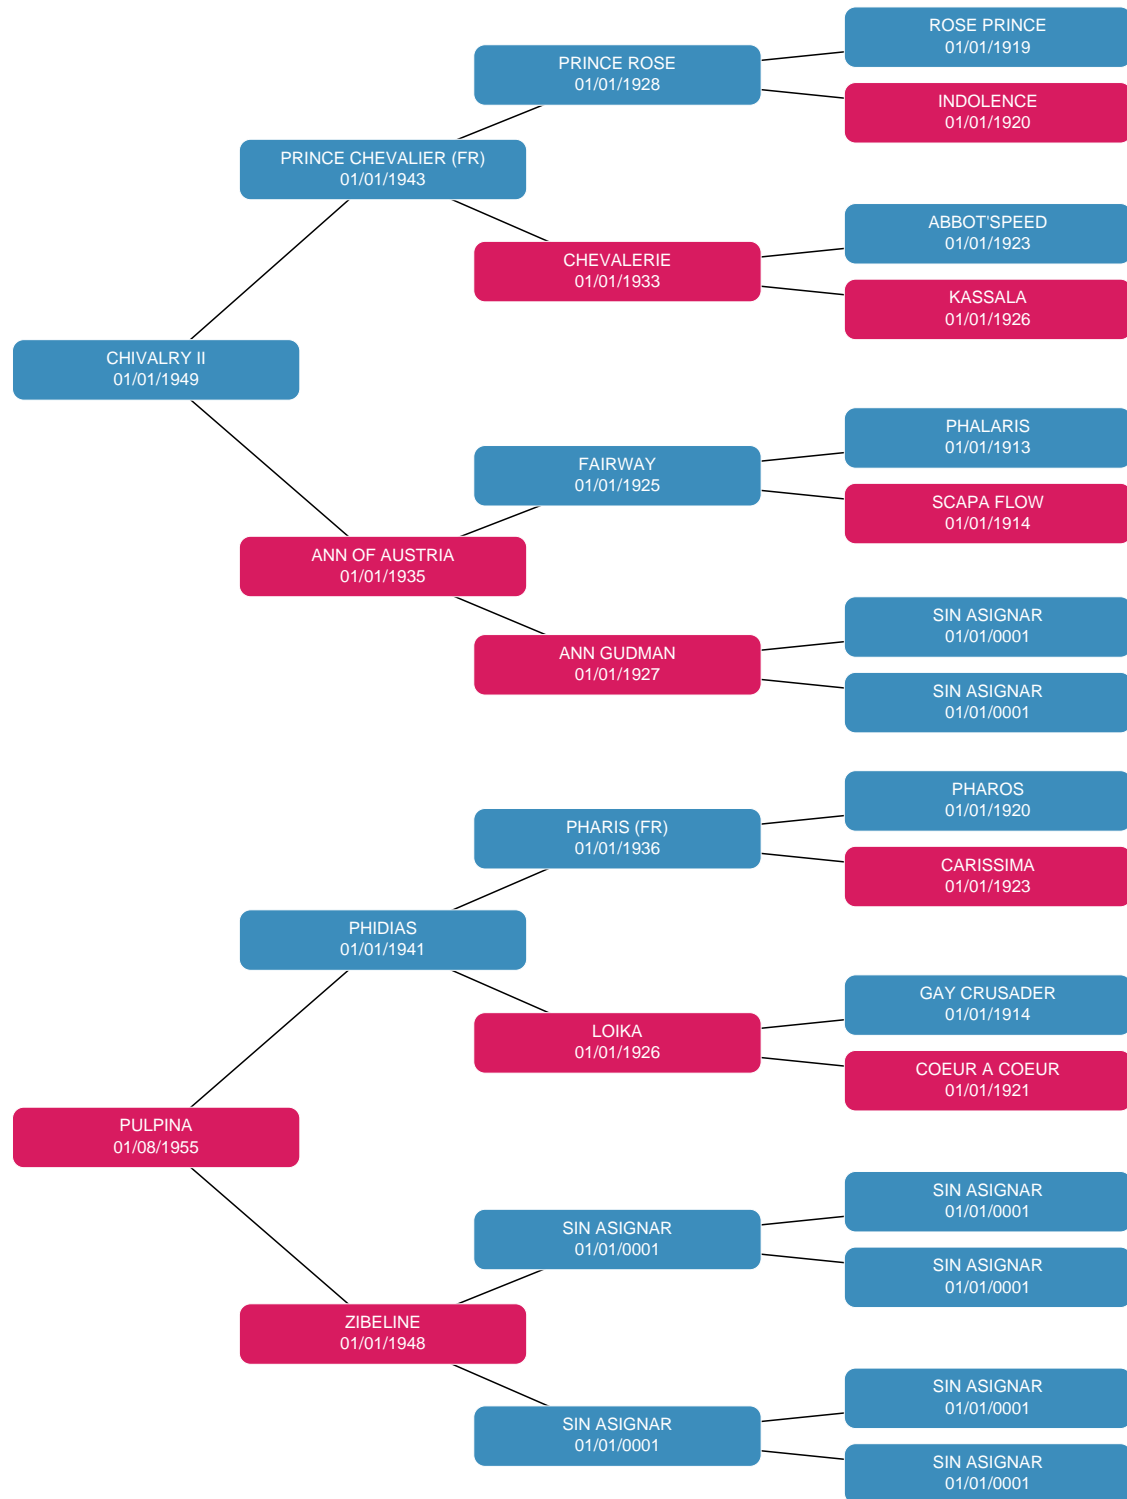 ROSE PRINCE
01/01/1919
PRINCE ROSE
01/01/1928
INDOLENCE
01/01/1920
PRINCE CHEVALIER (FR)
01/01/1943
ABBOT'SPEED
01/01/1923
CHEVALERIE
01/01/1933
KASSALA
01/01/1926
CHIVALRY II
01/01/1949
PHALARIS
01/01/1913
FAIRWAY
01/01/1925
SCAPA FLOW
01/01/1914
ANN OF AUSTRIA
01/01/1935
SIN ASIGNAR
01/01/0001
ANN GUDMAN
01/01/1927
SIN ASIGNAR
01/01/0001
PHAROS
01/01/1920
PHARIS (FR)
01/01/1936
CARISSIMA
01/01/1923
PHIDIAS
01/01/1941
GAY CRUSADER
01/01/1914
LOIKA
01/01/1926
COEUR A COEUR
01/01/1921
PULPINA
01/08/1955
SIN ASIGNAR
01/01/0001
SIN ASIGNAR
01/01/0001
SIN ASIGNAR
01/01/0001
ZIBELINE
01/01/1948
SIN ASIGNAR
01/01/0001
SIN ASIGNAR
01/01/0001
SIN ASIGNAR
01/01/0001